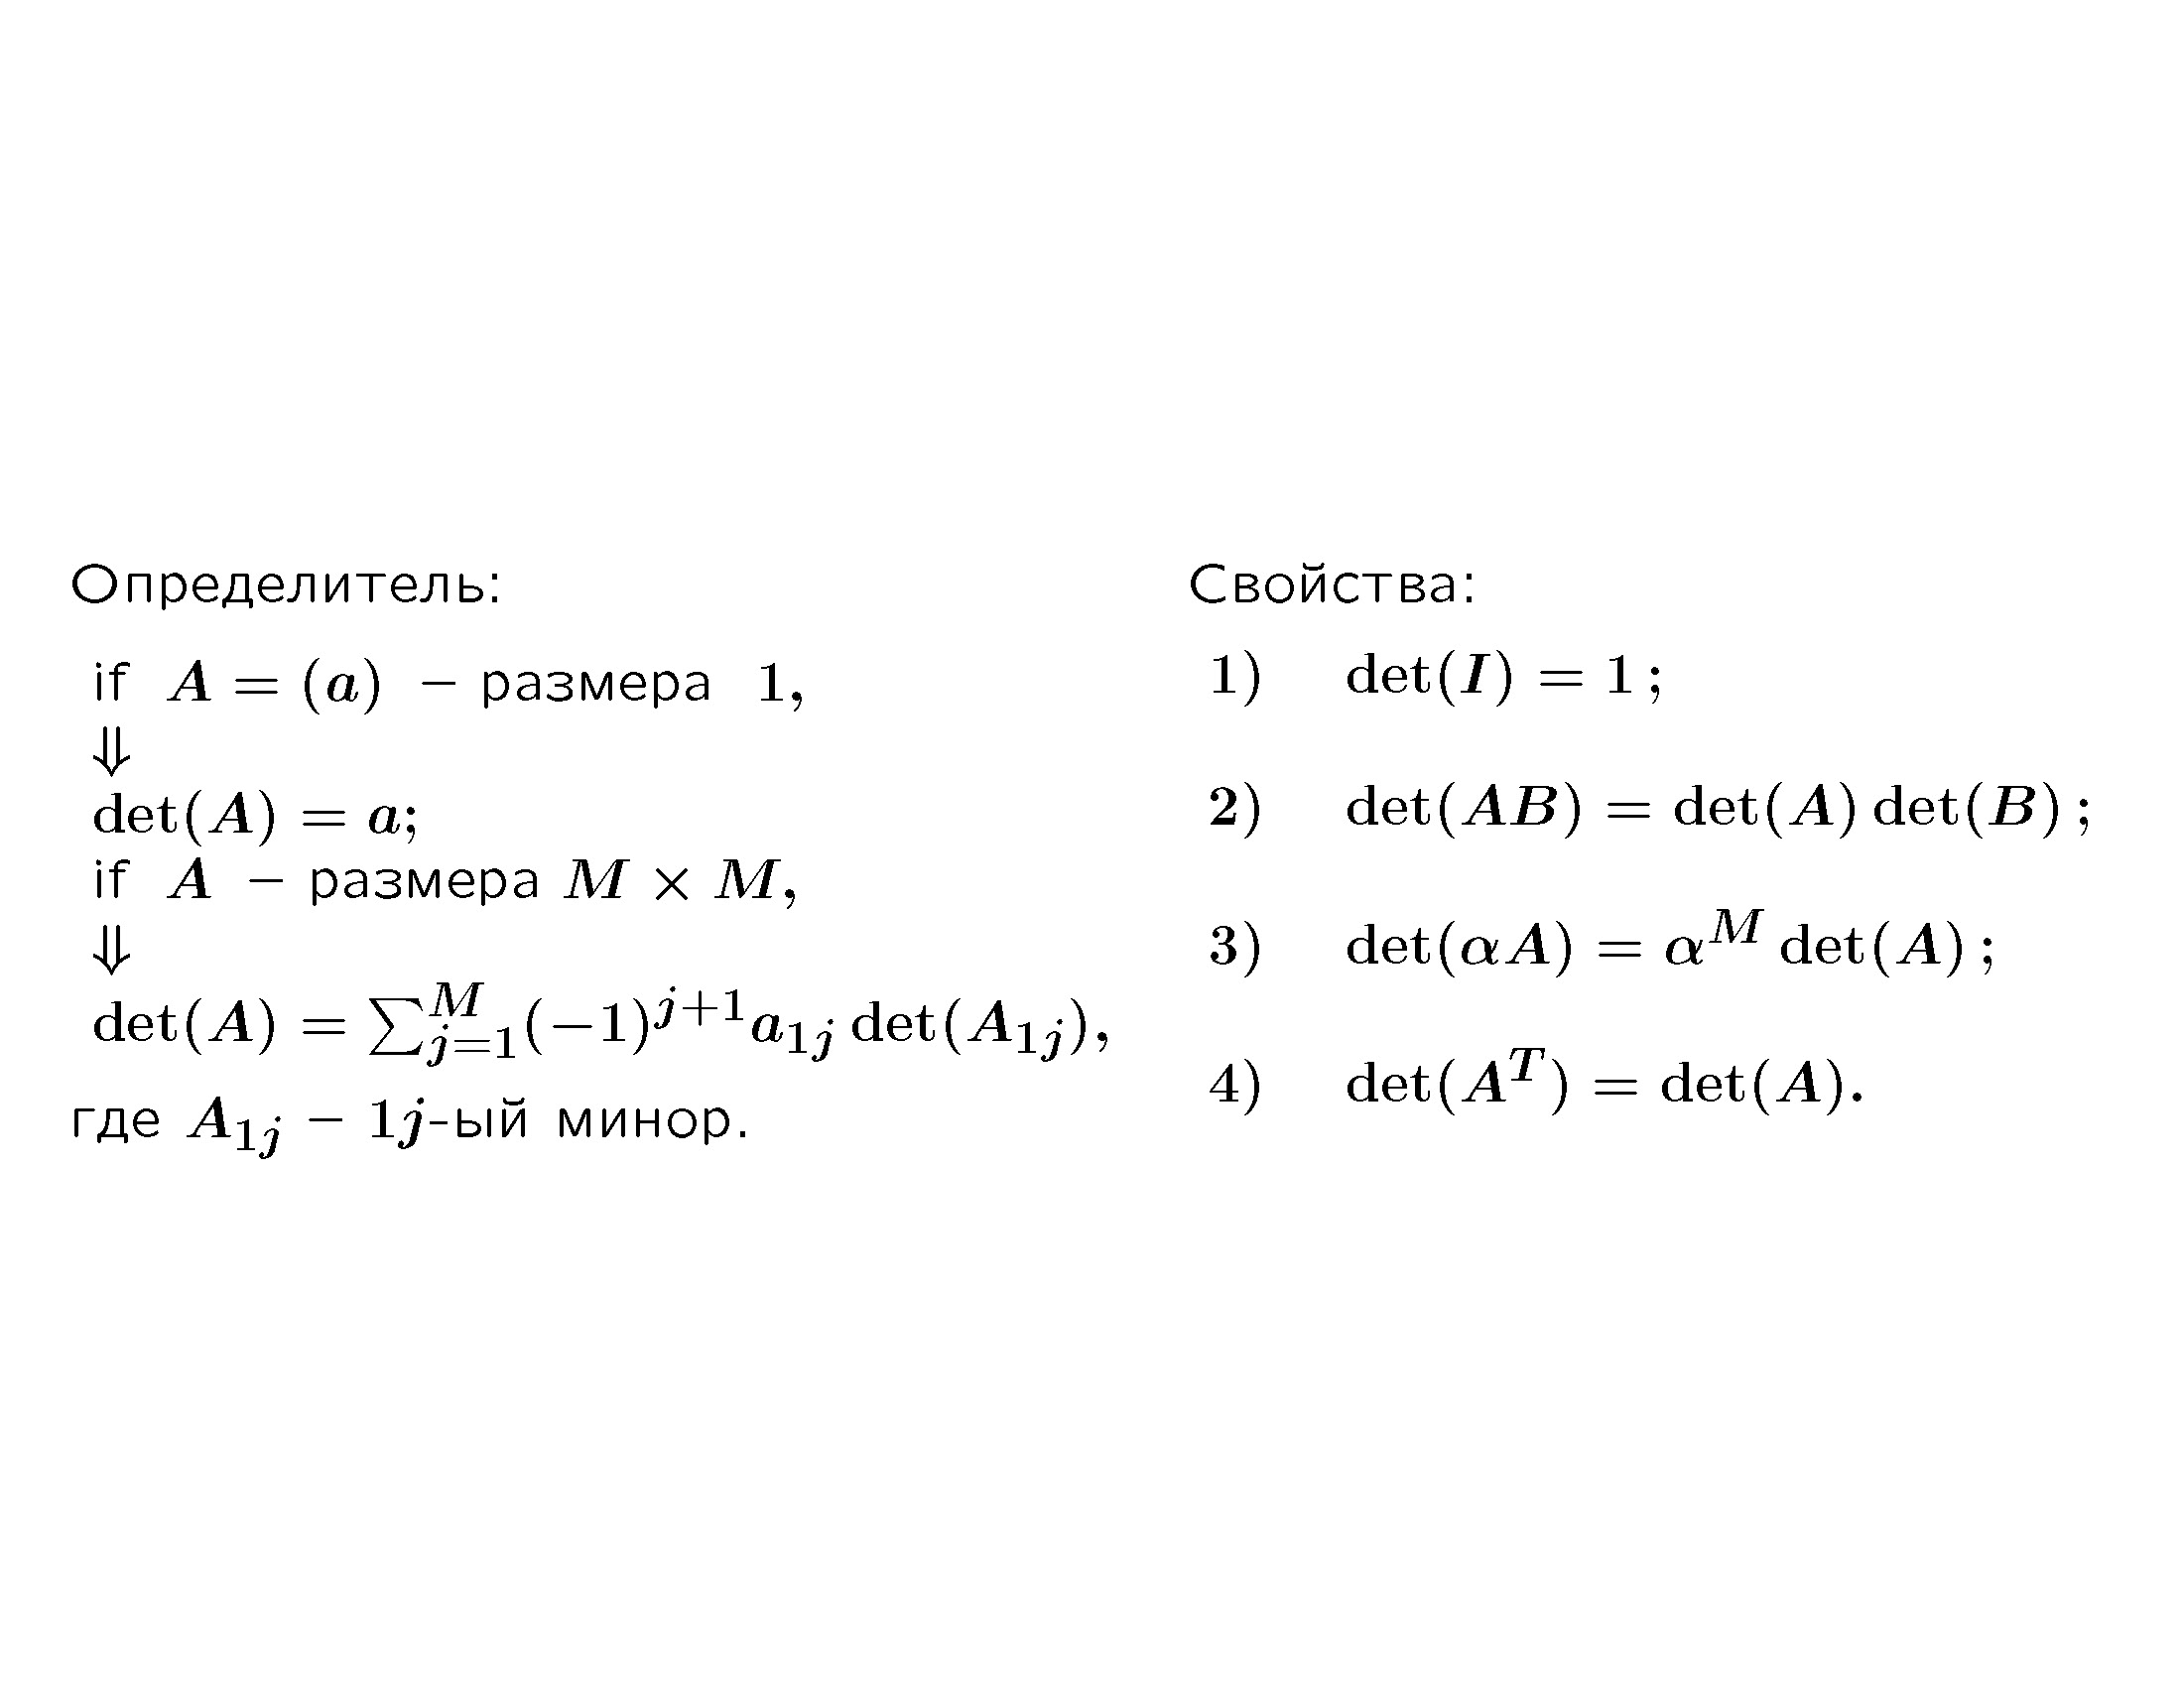 Определитель:
if A = (a) – размера 1,
⇓
det(A) = a;
if A – размера M × M,
⇓
det(A) = ∑_{j=1}^{M}(−1)^{j+1}a_{1j} det(A_{1j}),
где A_{1j} – 1j-ый минор.
Свойства:
1) det(I) = 1 ;
2) det(AB) = det(A) det(B) ;
3) det(αA) = α^M det(A) ;
4) det(A^T) = det(A).